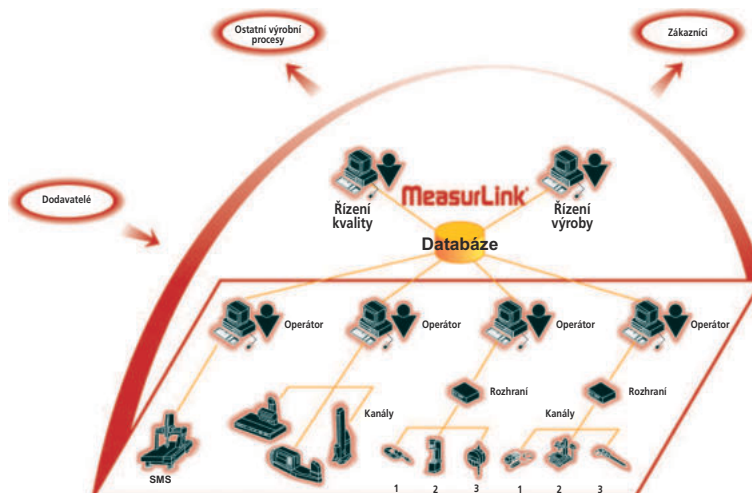 Ostatní výrobní
procesy
Zákazníci
Dodavatelé
MeasurLink®
Řízení
kvality
Řízení
výroby
Databáze
Operátor
Operátor
Operátor
Operátor
Rozhraní
Rozhraní
Kanály
Kanály
SMS
1
2
3
1
2
3